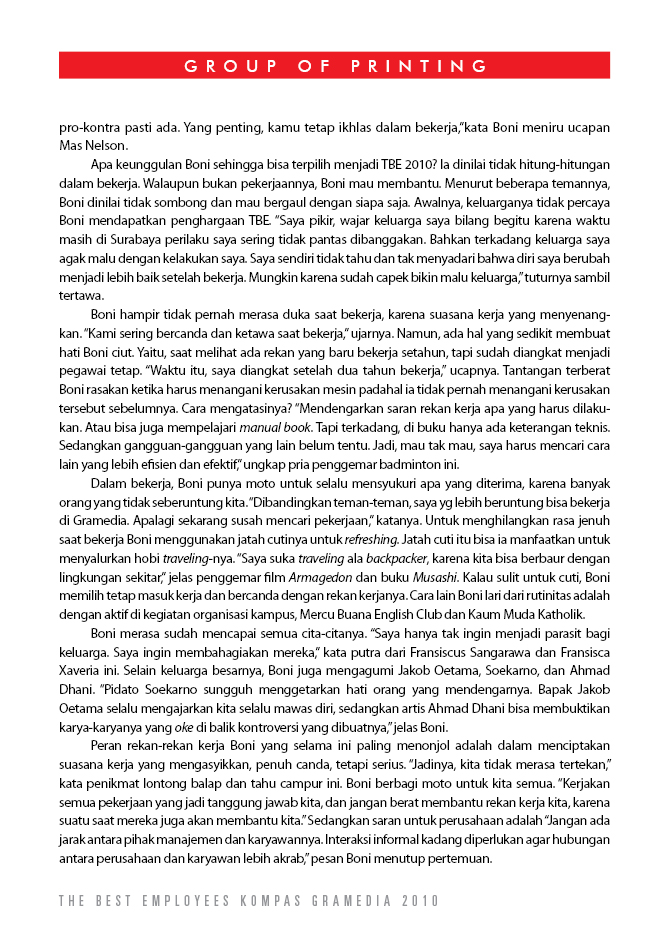 GROUP OF PRINTING
pro-kontra pasti ada. Yang penting, kamu tetap ikhlas dalam bekerja,“kata Boni meniru ucapan
Mas Nelson.
Apa keunggulan Boni sehingga bisa terpilih menjadi TBE 2010? Ia dinilai tidak hitung-hitungan
dalam bekerja. Walaupun bukan pekerjaannya, Boni mau membantu. Menurut beberapa temannya,
Boni dinilai tidak sombong dan mau bergaul dengan siapa saja. Awalnya, keluarganya tidak percaya
Boni mendapatkan penghargaan TBE. “Saya pikir, wajar keluarga saya bilang begitu karena waktu
masih di Surabaya perilaku saya sering tidak pantas dibanggakan. Bahkan terkadang keluarga saya
agak malu dengan kelakukan saya. Saya sendiri tidak tahu dan tak menyadari bahwa diri saya berubah
menjadi lebih baik setelah bekerja. Mungkin karena sudah capek bikin malu keluarga,” tuturnya sambil
tertawa.
Boni hampir tidak pernah merasa duka saat bekerja, karena suasana kerja yang menyenang-
kan. “Kami sering bercanda dan ketawa saat bekerja,” ujarnya. Namun, ada hal yang sedikit membuat
hati Boni ciut. Yaitu, saat melihat ada rekan yang baru bekerja setahun, tapi sudah diangkat menjadi
pegawai tetap. “Waktu itu, saya diangkat setelah dua tahun bekerja,” ucapnya. Tantangan terberat
Boni rasakan ketika harus menangani kerusakan mesin padahal ia tidak pernah menangani kerusakan
tersebut sebelumnya. Cara mengatasinya? “Mendengarkan saran rekan kerja apa yang harus dilaku-
kan. Atau bisa juga mempelajari manual book. Tapi terkadang, di buku hanya ada keterangan teknis.
Sedangkan gangguan-gangguan yang lain belum tentu. Jadi, mau tak mau, saya harus mencari cara
lain yang lebih efisien dan efektif,” ungkap pria penggemar badminton ini.
Dalam bekerja, Boni punya moto untuk selalu mensyukuri apa yang diterima, karena banyak
orang yang tidak seberuntung kita. “Dibandingkan teman-teman, saya yg lebih beruntung bisa bekerja
di Gramedia. Apalagi sekarang susah mencari pekerjaan,” katanya. Untuk menghilangkan rasa jenuh
saat bekerja Boni menggunakan jatah cutinya untuk refreshing. Jatah cuti itu bisa ia manfaatkan untuk
menyalurkan hobi traveling-nya. “Saya suka traveling ala backpacker, karena kita bisa berbaur dengan
lingkungan sekitar,” jelas penggemar film Armagedon dan buku Musashi. Kalau sulit untuk cuti, Boni
memilih tetap masuk kerja dan bercanda dengan rekan kerjanya. Cara lain Boni lari dari rutinitas adalah
dengan aktif di kegiatan organisasi kampus, Mercu Buana English Club dan Kaum Muda Katholik.
Boni merasa sudah mencapai semua cita-citanya. “Saya hanya tak ingin menjadi parasit bagi
keluarga. Saya ingin membahagiakan mereka,” kata putra dari Fransiscus Sangarawa dan Fransisca
Xaveria ini. Selain keluarga besarnya, Boni juga mengagumi Jakob Oetama, Soekarno, dan Ahmad
Dhani. “Pidato Soekarno sungguh menggetarkan hati orang yang mendengarnya. Bapak Jakob
Oetama selalu mengajarkan kita selalu mawas diri, sedangkan artis Ahmad Dhani bisa membuktikan
karya-karyanya yang oke di balik kontroversi yang dibuatnya,” jelas Boni.
Peran rekan-rekan kerja Boni yang selama ini paling menonjol adalah dalam menciptakan
suasana kerja yang mengasyikkan, penuh canda, tetapi serius. “Jadinya, kita tidak merasa tertekan,”
kata penikmat lontong balap dan tahu campur ini. Boni berbagi moto untuk kita semua. “Kerjakan
semua pekerjaan yang jadi tanggung jawab kita, dan jangan berat membantu rekan kerja kita, karena
suatu saat mereka juga akan membantu kita.” Sedangkan saran untuk perusahaan adalah “Jangan ada
jarak antara pihak manajemen dan karyawannya. Interaksi informal kadang diperlukan agar hubungan
antara perusahaan dan karyawan lebih akrab,” pesan Boni menutup pertemuan.
THE BEST EMPLOYEES KOMPAS GRAMEDIA 2010